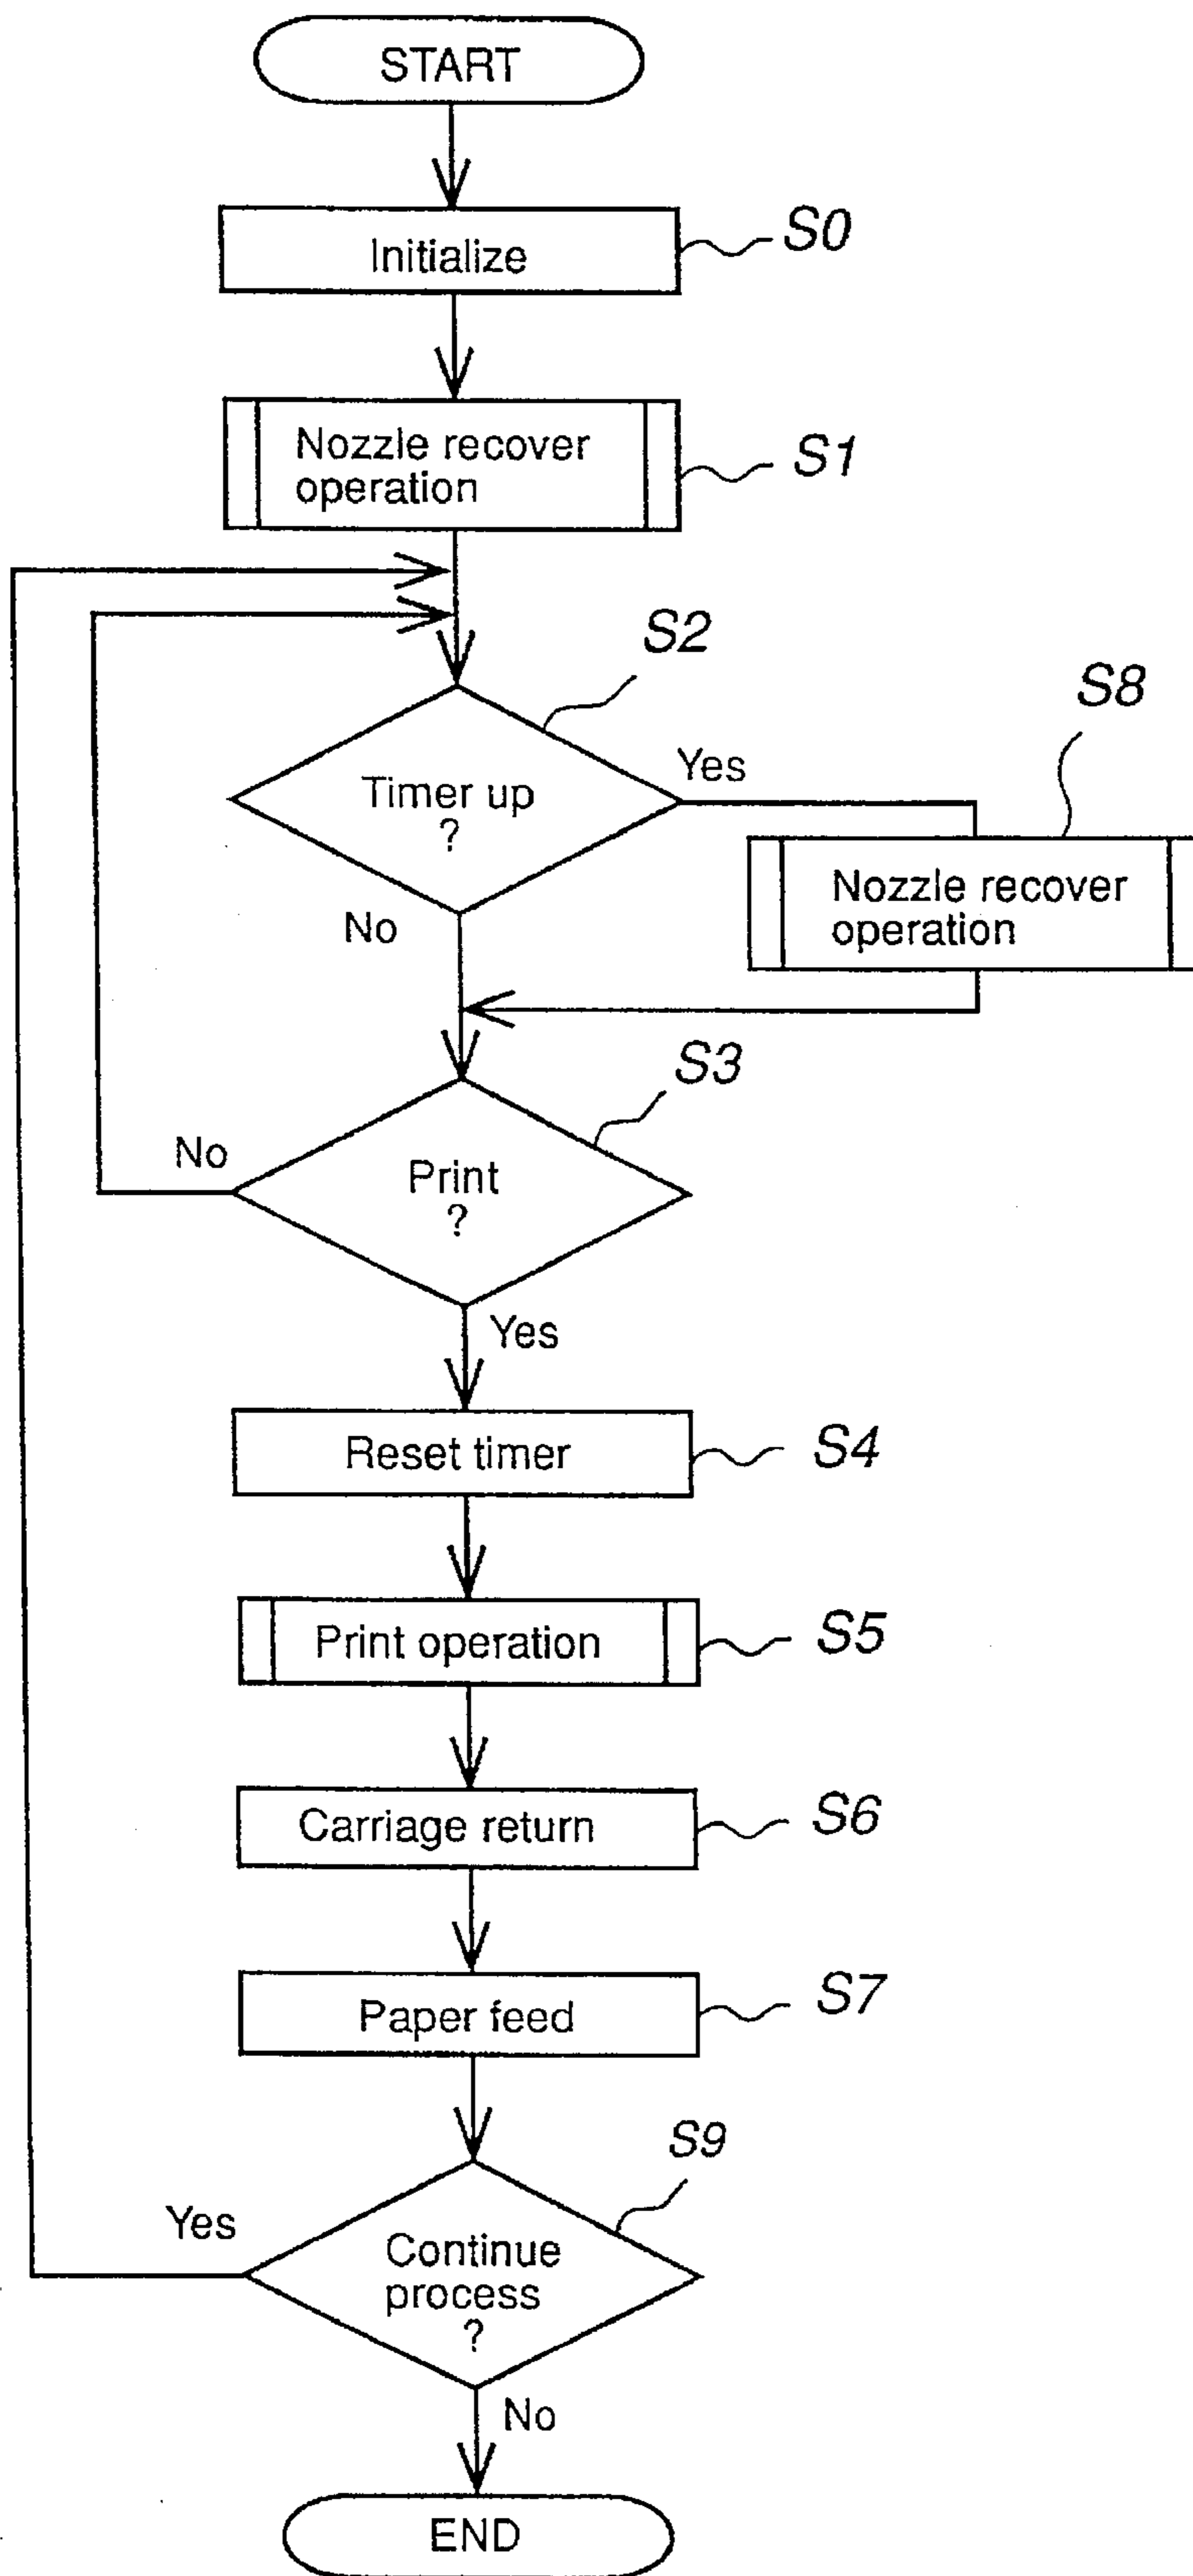 START
Initialize
S0
Nozzle recover
operation
S1
S2
Timer up
?
Yes
No
S8
Nozzle recover
operation
S3
Print
?
No
Yes
Reset timer
S4
Print operation
S5
Carriage return
S6
Paper feed
S7
S9
Continue
process
?
Yes
No
END